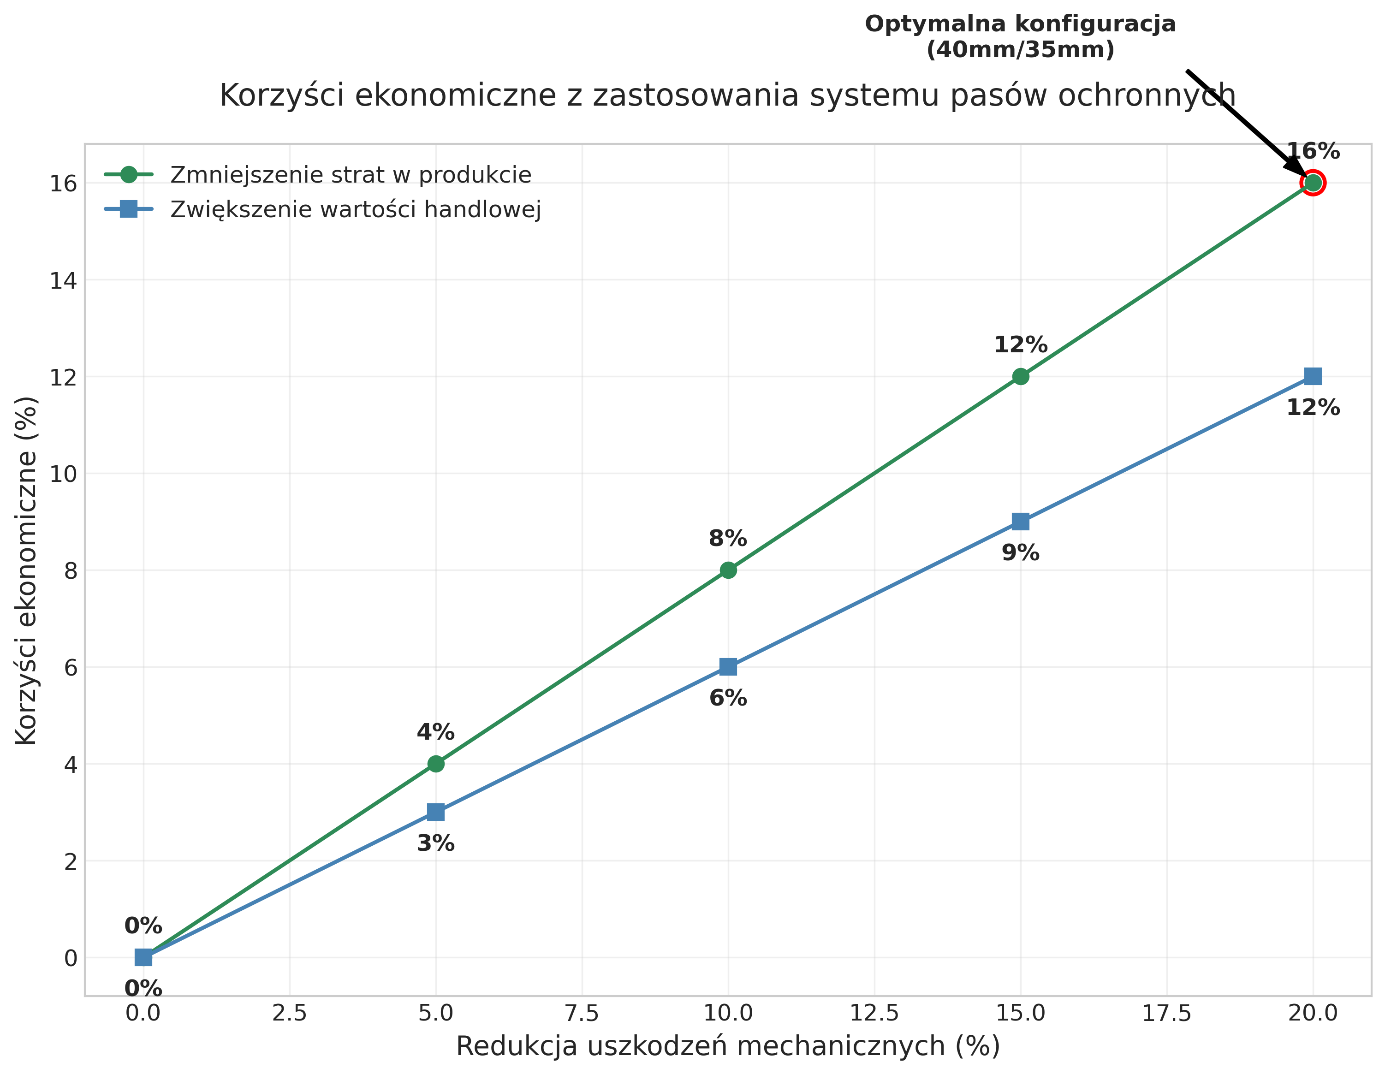 Optymalna konfiguracja
(40mm/35mm)
Korzyści ekonomiczne z zastosowania systemu pasów ochronnych
Zmniejszenie strat w produkcie
Zwiększenie wartości handlowej
16%
12%
12%
8%
9%
6%
4%
3%
0%
0%
Korzyści ekonomiczne (%)
16
14
12
10
8
6
4
2
0
0.0 2.5 5.0 7.5 10.0 12.5 15.0 17.5 20.0
Redukcja uszkodzeń mechanicznych (%)